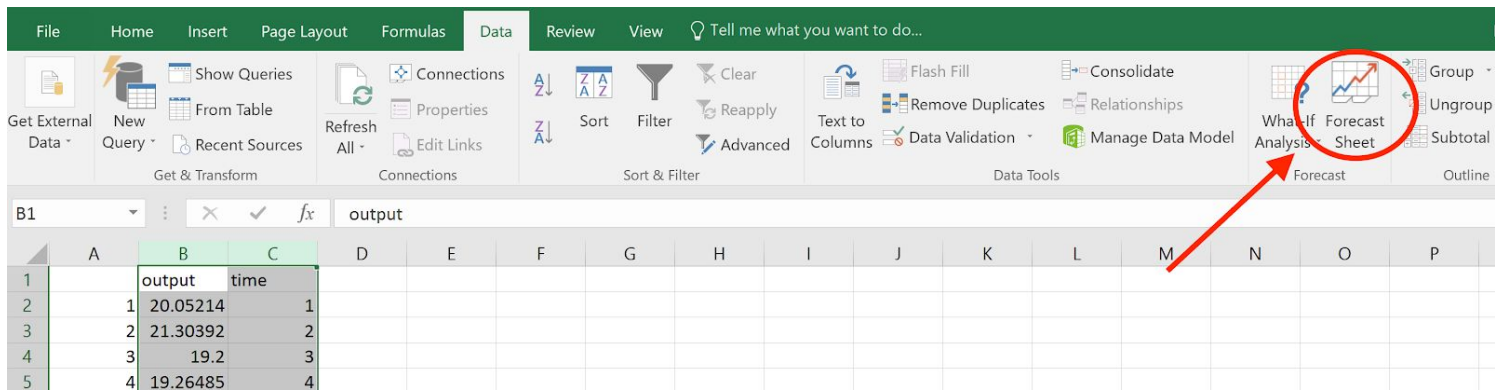 File Home Insert Page Layout Formulas Data Review View Tell me what you want to do...
Get External Data
New Query
Show Queries
From Table
Recent Sources
Get & Transform
Refresh All
Connections
Properties
Edit Links
Connections
A Z
Z A
Z A A Z
Sort
Filter
Clear
Reapply
Advanced
Sort & Filter
Text to Columns
Flash Fill
Remove Duplicates
Data Validation
Consolidate
Relationships
Manage Data Model
Data Tools
What-If Analysis
Forecast Sheet
Forecast
Group
Ungroup
Subtotal
Outline
B1 fx output
A B C D E F G H I J K L M N O P
1 output time
2 1 20.05214 1
3 2 21.30392 2
4 3 19.2 3
5 4 19.26485 4